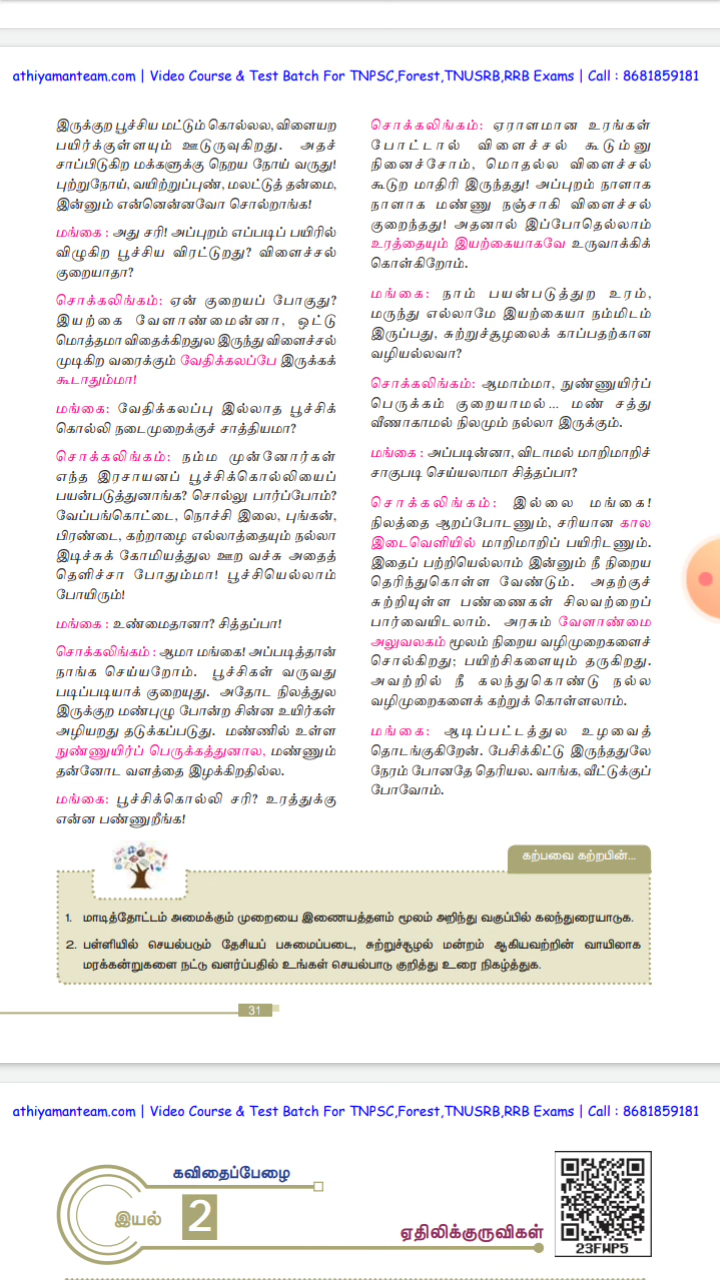 athiyamanteam.com | Video Course & Test Batch For TNPSC,Forest,TNUSRB,RRB Exams | Call : 8681859181
இருக்குற பூச்சிய மட்டும் கொல்லல, விளையற
பயிர்க்குள்ளயும் ஊடுருவுகிறது. அதச்
சாப்பிடுகிற மக்களுக்கு நெறய நோய் வருது!
புற்றுநோய், வயிற்றுப்புண், மலட்டுத் தன்மை,
இன்னும் என்னென்னவோ சொல்றாங்க!
மங்கை : அது சரி! அப்புறம் எப்படிப் பயிரில்
விழுகிற பூச்சிய விரட்டுறது? விளைச்சல்
குறையாதா?
சொக்கலிங்கம்: ஏன் குறையப் போகுது?
இயற்கை வேளாண்மைன்னா, ஒட்டு
மொத்தமா விதைக்கிறதுல இருந்து விளைச்சல்
முடிகிற வரைக்கும் வேதிக்கலப்பே இருக்கக்
கூடாதும்மா!
மங்கை: வேதிக்கலப்பு இல்லாத பூச்சிக்
கொல்லி நடைமுறைக்குச் சாத்தியமா?
சொக்கலிங்கம்: நம்ம முன்னோர்கள்
எந்த இரசாயனப் பூச்சிக்கொல்லியைப்
பயன்படுத்துனாங்க? சொல்லு பார்ப்போம்?
வேப்பங்கொட்டை, நொச்சி இலை, புங்கன்,
பிரண்டை, கற்றாழை எல்லாத்தையும் நல்லா
இடிச்சுக் கோமியத்துல ஊற வச்சு அதைத்
தெளிச்சா போதும்மா! பூச்சியெல்லாம்
போயிரும்!
மங்கை : உண்மைதானா? சித்தப்பா!
சொக்கலிங்கம் : ஆமா மங்கை! அப்படித்தான்
நாங்க செய்யறோம். பூச்சிகள் வருவது
படிப்படியாக் குறையுது. அதோட நிலத்துல
இருக்குற மண்புழு போன்ற சின்ன உயிர்கள்
அழியறது தடுக்கப்படுது. மண்ணில் உள்ள
நுண்ணுயிர்ப் பெருக்கத்துனால, மண்ணும்
தன்னோட வளத்தை இழக்கிறதில்ல.
மங்கை: பூச்சிக்கொல்லி சரி? உரத்துக்கு
என்ன பண்ணுறீங்க!
சொக்கலிங்கம்: ஏராளமான உரங்கள்
போட்டால் விளைச்சல் கூடும்னு
நினைச்சோம், மொதல்ல விளைச்சல்
கூடுற மாதிரி இருந்தது! அப்புறம் நாளாக
நாளாக மண்ணு நஞ்சாகி விளைச்சல்
குறைந்தது! அதனால் இப்போதெல்லாம்
உரத்தையும் இயற்கையாகவே உருவாக்கிக்
கொள்கிறோம்.
மங்கை: நாம் பயன்படுத்துற உரம்,
மருந்து எல்லாமே இயற்கையா நம்மிடம்
இருப்பது, சுற்றுச்சூழலைக் காப்பதற்கான
வழியல்லவா?
சொக்கலிங்கம்: ஆமாம்மா, நுண்ணுயிர்ப்
பெருக்கம் குறையாமல் ... மண் சத்து
வீணாகாமல் நிலமும் நல்லா இருக்கும்.
மங்கை : அப்படின்னா, விடாமல் மாறிமாறிச்
சாகுபடி செய்யலாமா சித்தப்பா?
சொக்கலிங்கம்: இல்லை மங்கை!
நிலத்தை ஆறப்போடணும், சரியான கால
இடைவெளியில் மாறிமாறிப் பயிரிடணும்.
இதைப் பற்றியெல்லாம் இன்னும் நீ நிறைய
தெரிந்துகொள்ள வேண்டும். அதற்குச்
சுற்றியுள்ள பண்ணைகள் சிலவற்றைப்
பார்வையிடலாம். அரசும் வேளாண்மை
அலுவலகம் மூலம் நிறைய வழிமுறைகளைச்
சொல்கிறது; பயிற்சிகளையும் தருகிறது.
அவற்றில் நீ கலந்துகொண்டு நல்ல
வழிமுறைகளைக் கற்றுக் கொள்ளலாம்.
மங்கை: ஆடிப்பட்டத்துல உழவைத்
தொடங்குகிறேன். பேசிக்கிட்டு இருந்ததுலே
நேரம் போனதே தெரியல. வாங்க, வீட்டுக்குப்
போவோம்.
கற்பவை கற்றபின்...
1. மாடித்தோட்டம் அமைக்கும் முறையை இணையத்தளம் மூலம் அறிந்து வகுப்பில் கலந்துரையாடுக.
2. பள்ளியில் செயல்படும் தேசியப் பசுமைப்படை, சுற்றுச்சூழல் மன்றம் ஆகியவற்றின் வாயிலாக
மரக்கன்றுகளை நட்டு வளர்ப்பதில் உங்கள் செயல்பாடு குறித்து உரை நிகழ்த்துக.
31
athiyamanteam.com | Video Course & Test Batch For TNPSC,Forest,TNUSRB,RRB Exams | Call : 8681859181
கவிதைப்பேழை
இயல் 2
ஏதிலிக்குருவிகள்
23FWP5